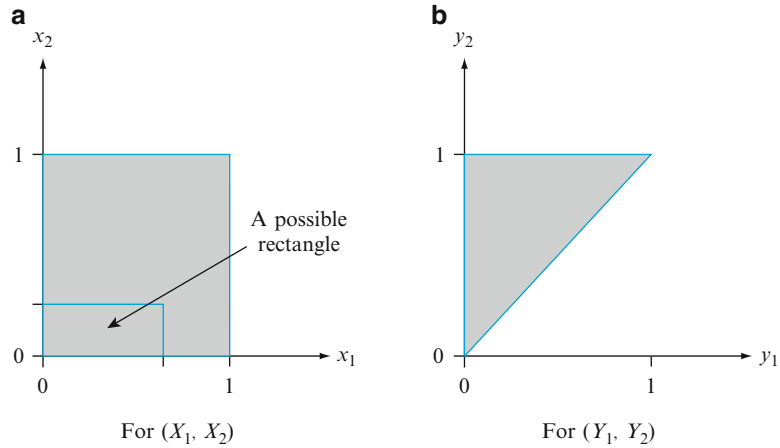 a
x₂
1
A possible
rectangle
0
x₁
0
1
For (X₁, X₂)
b
y₂
1
0
y₁
0
1
For (Y₁, Y₂)